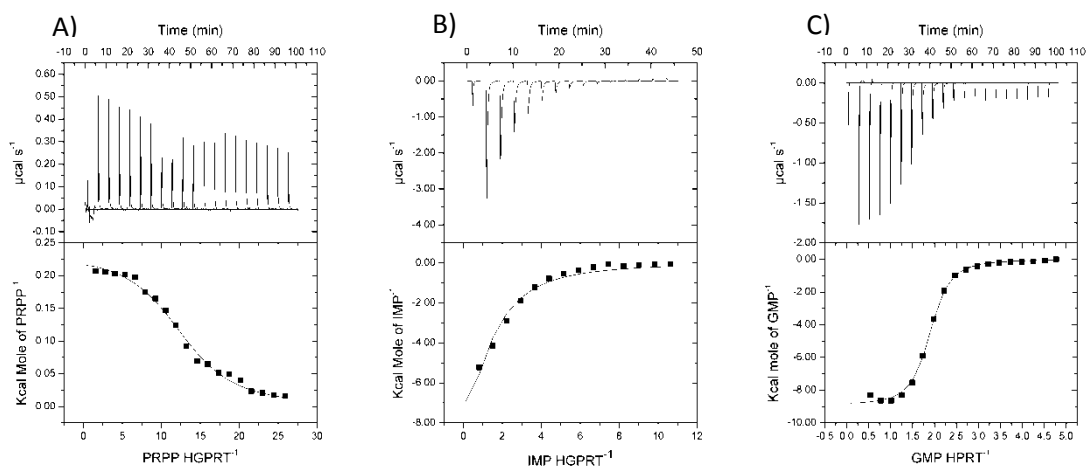 A)
Time (min)
-10 0 10 20 30 40 50 60 70 80 90 100 110
0.60
0.50
0.40
0.30
0.20
0.10
0.00
-0.10
µcal s⁻¹
0.25
0.20
0.15
0.10
0.05
0.00
Kcal Mole of PRPP⁻¹
0 5 10 15 20 25 30
PRPP HGPRT⁻¹
B)
Time (min)
-10 0 10 20 30 40 50
0.00
-1.00
-2.00
-3.00
-4.00
µcal s⁻¹
0.00
-2.00
-4.00
-6.00
-8.00
Kcal Mole of IMP⁻¹
0 2 4 6 8 10 12
IMP HGPRT⁻¹
C)
Time (min)
-10 0 10 20 30 40 50 60 70 80 90 100 110
0.00
-0.50
-1.00
-1.50
-2.00
µcal s⁻¹
0.00
-2.00
-4.00
-6.00
-8.00
-10.00
Kcal mole of GMP⁻¹
-0.5 0.0 0.5 1.0 1.5 2.0 2.5 3.0 3.5 4.0 4.5 5.0
GMP HPRT⁻¹